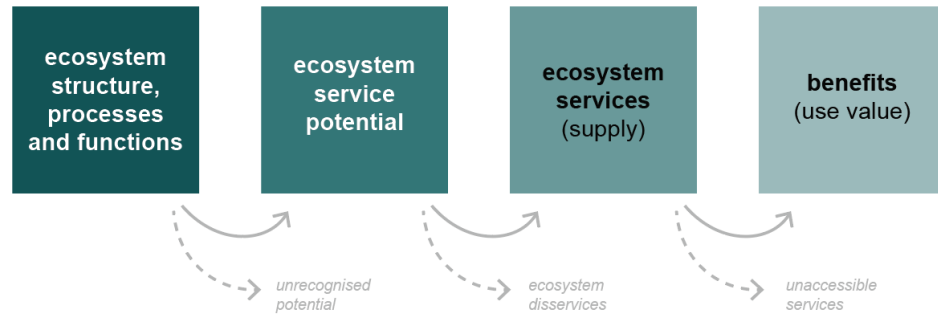 ecosystem
structure,
processes
and functions
ecosystem
service
potential
ecosystem
services
(supply)
benefits
(use value)
unrecognised
potential
ecosystem
disservices
unaccessible
services